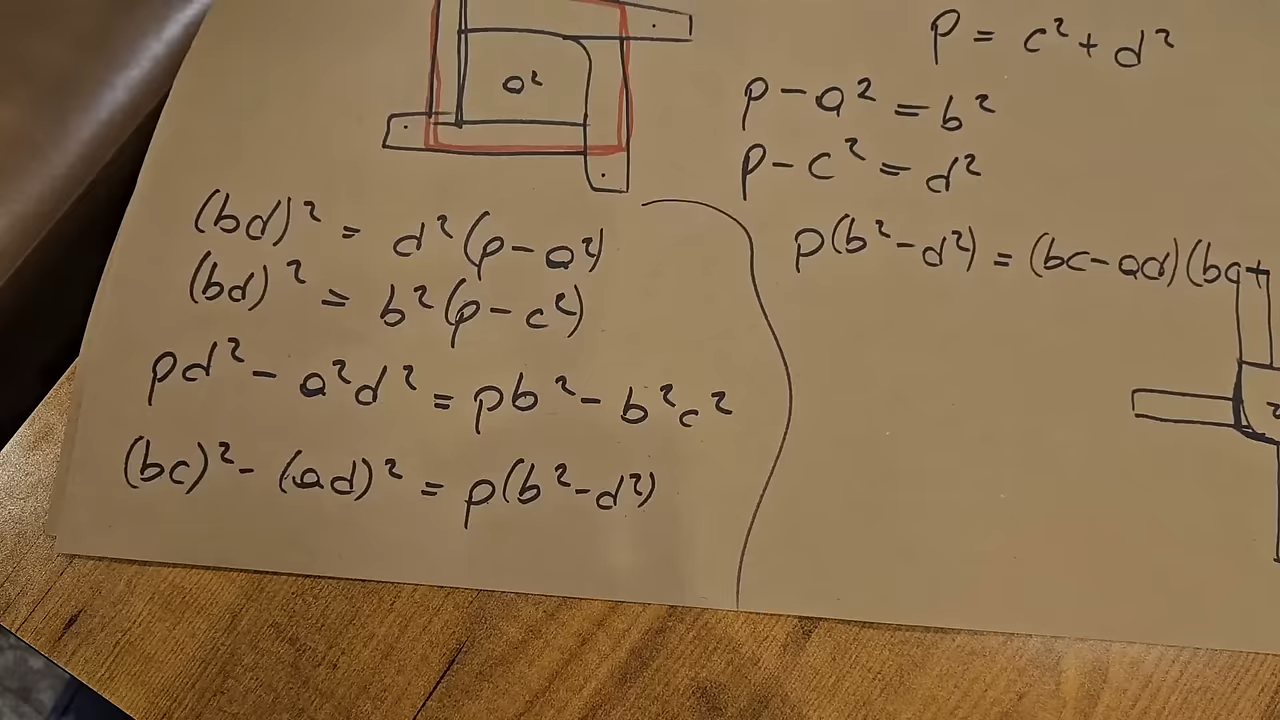 a²
P = c² + d²
p - a² = b²
p - c² = d²
(bd)² = d²(p - a²)
(bd)² = b²(p - c²)
pd² - a²d² = pb² - b²c²
(bc)² - (ad)² = p(b² - d²)
p(b² - d²) = (bc - ad)(ba+